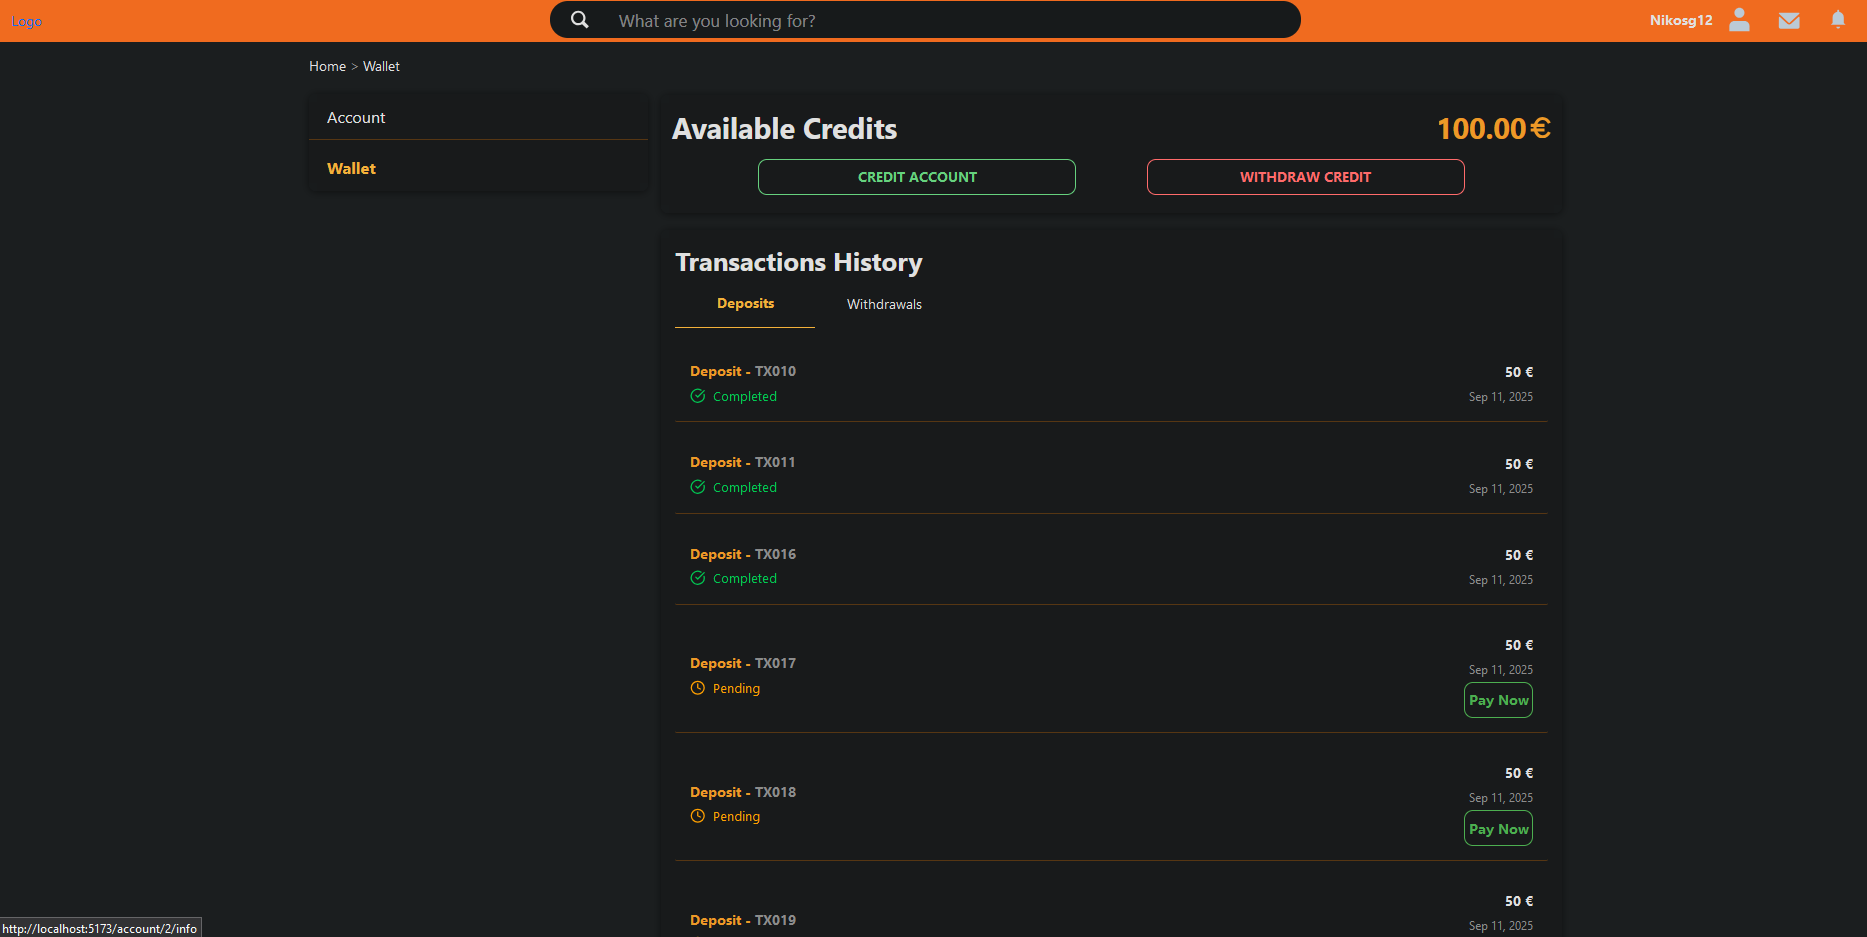 Logo
What are you looking for?
Nikosg12
Home > Wallet
Account
Wallet
Available Credits
100.00€
CREDIT ACCOUNT
WITHDRAW CREDIT
Transactions History
Deposits
Withdrawals
Deposit - TX010
50 €
Completed
Sep 11, 2025
Deposit - TX011
50 €
Completed
Sep 11, 2025
Deposit - TX016
50 €
Completed
Sep 11, 2025
50 €
Deposit - TX017
Sep 11, 2025
Pending
Pay Now
50 €
Deposit - TX018
Sep 11, 2025
Pending
Pay Now
50 €
Deposit - TX019
Sep 11, 2025
http://localhost:5173/account/2/info